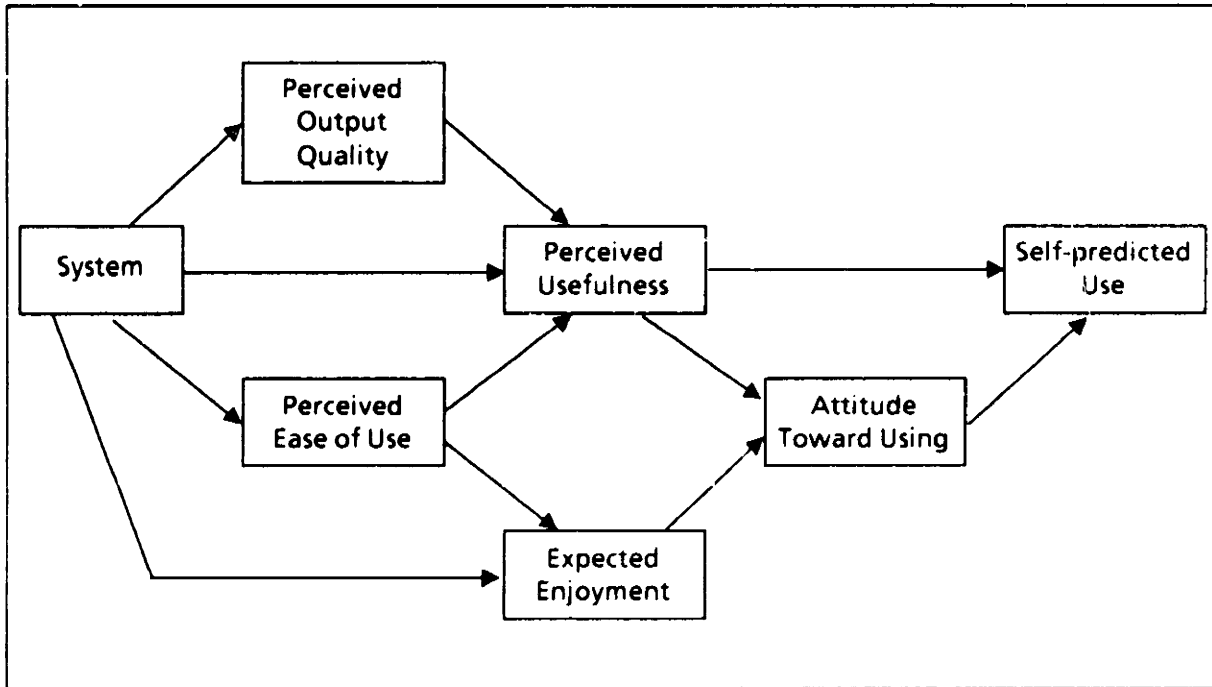 Perceived
Output
Quality
System
Perceived
Usefulness
Self-predicted
Use
Perceived
Ease of Use
Attitude
Toward Using
Expected
Enjoyment